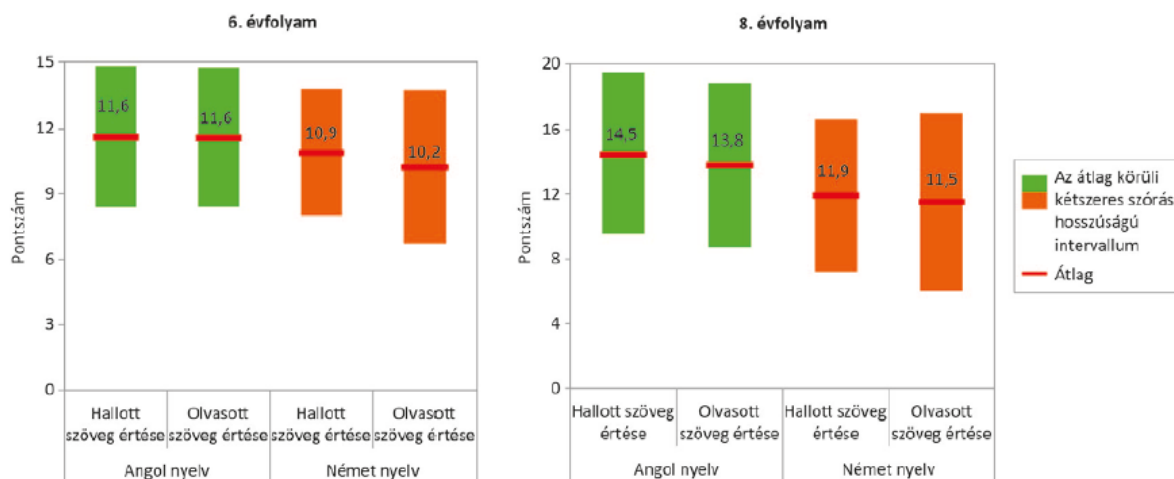 6. évfolyam
15
12
9
6
3
0
Pontszám
11,6
11,6
10,9
10,2
Hallott
szöveg értése
Olvasott
szöveg értése
Hallott
szöveg értése
Olvasott
szöveg értése
Angol nyelv
Német nyelv
8. évfolyam
20
16
12
8
4
0
Pontszám
14,5
13,8
11,9
11,5
Hallott szöveg
értése
Olvasott
szöveg értése
Hallott szöveg
értése
Olvasott
szöveg értése
Angol nyelv
Német nyelv
Az átlag körüli
kétszeres szórás
hosszúságú
intervallum
Átlag